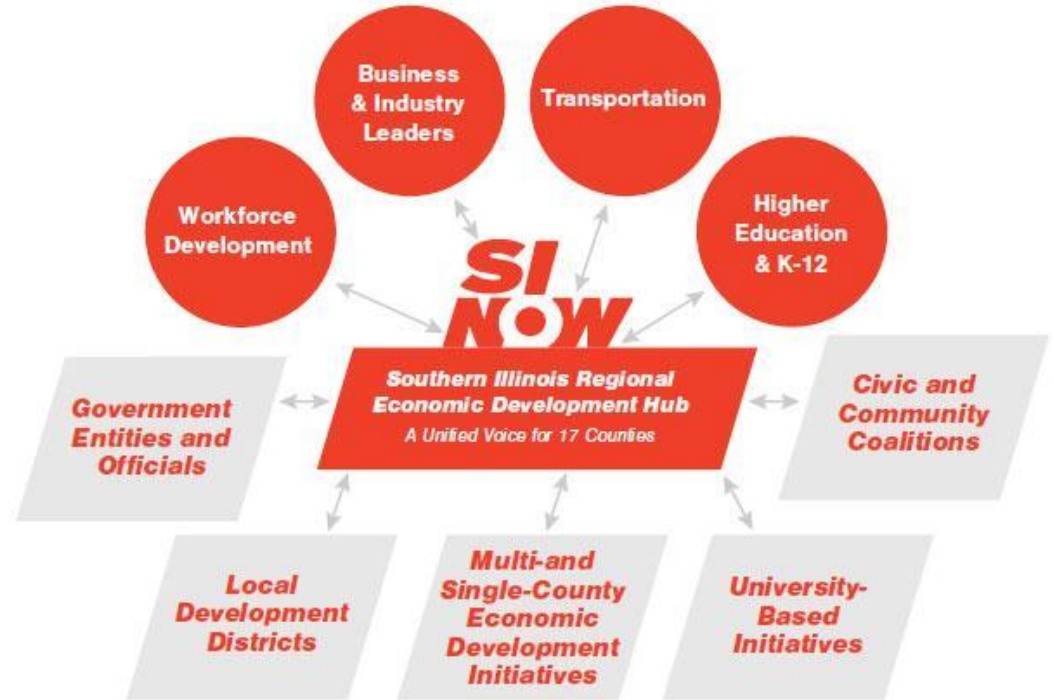 Business
& Industry
Leaders
Transportation
Workforce
Development
Higher
Education
& K-12
SI
NOW
Southern Illinois Regional
Economic Development Hub
A Unified Voice for 17 Counties
Government
Entities and
Officials
Civic and
Community
Coalitions
Local
Development
Districts
Multi-and
Single-County
Economic
Development
Initiatives
University-
Based
Initiatives